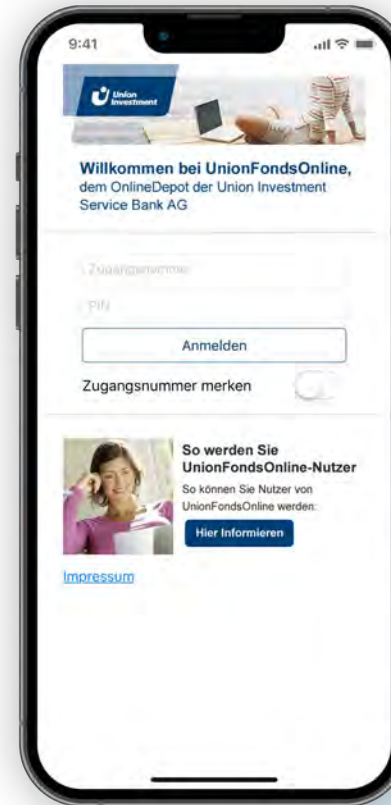 9:41
Union
Investment
Willkommen bei UnionFondsOnline,
dem OnlineDepot der Union Investment
Service Bank AG
Zugangsnummer
PIN
Anmelden
Zugangsnummer merken
So werden Sie
UnionFondsOnline-Nutzer
So können Sie Nutzer von
UnionFondsOnline werden:
Hier Informieren
Impressum